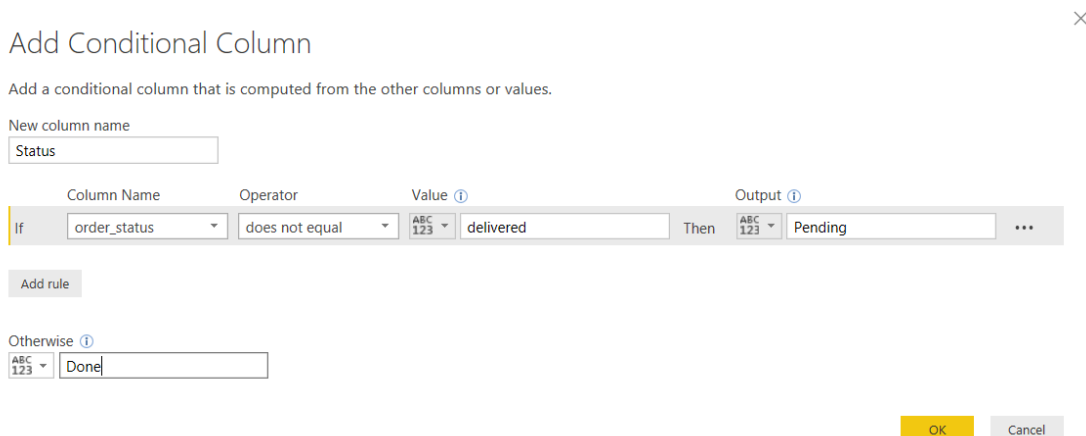 Add Conditional Column
Add a conditional column that is computed from the other columns or values.
New column name
Status
Column Name Operator Value Output
If order_status does not equal ABC 123 delivered Then ABC 123 Pending
Add rule
Otherwise
ABC 123 Done
OK Cancel